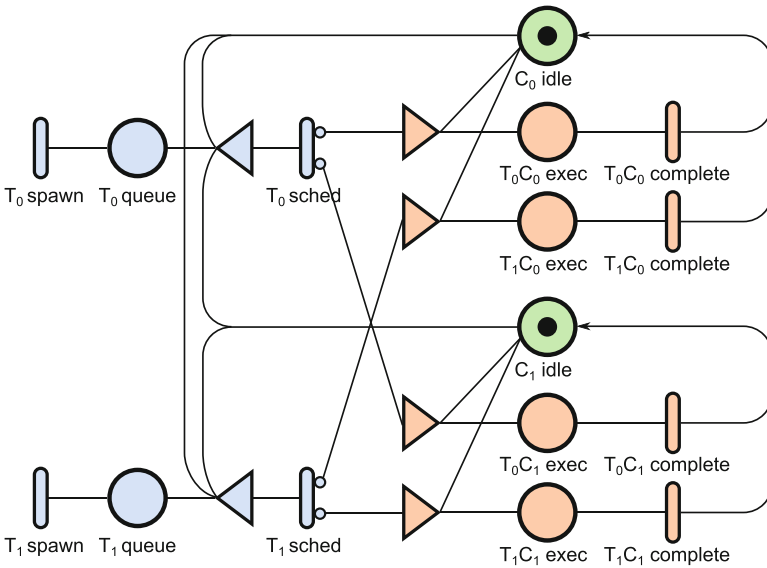 C₀ idle
T₀ spawn T₀ queue T₀ sched T₀C₀ exec T₀C₀ complete
T₁C₀ exec T₁C₀ complete
C₁ idle
T₀C₁ exec T₀C₁ complete
T₁ spawn T₁ queue T₁ sched T₁C₁ exec T₁C₁ complete